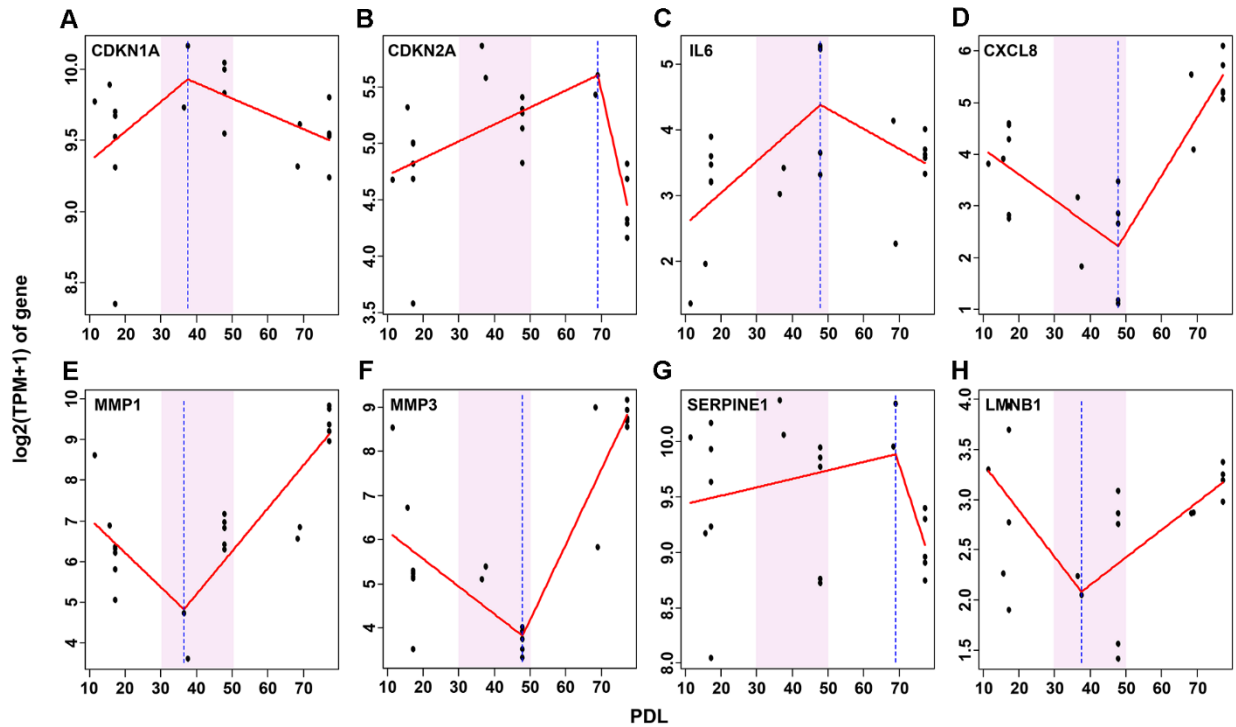 A B C D
CDKN1A CDKN2A IL6 CXCL8
10.0 9.5 9.0 8.5
5.5 5.0 4.5 4.0 3.5
5 4 3 2
6 5 4 3 2 1
10 20 30 40 50 60 70
10 20 30 40 50 60 70
10 20 30 40 50 60 70
10 20 30 40 50 60 70
log2(TPM+1) of gene
E F G H
MMP1 MMP3 SERPINE1 LMNB1
10 9 8 7 6 5 4
9 8 7 6 5 4 3
10.0 9.5 9.0 8.5 8.0
4.0 3.5 3.0 2.5 2.0 1.5
10 20 30 40 50 60 70
10 20 30 40 50 60 70
10 20 30 40 50 60 70
10 20 30 40 50 60 70
PDL